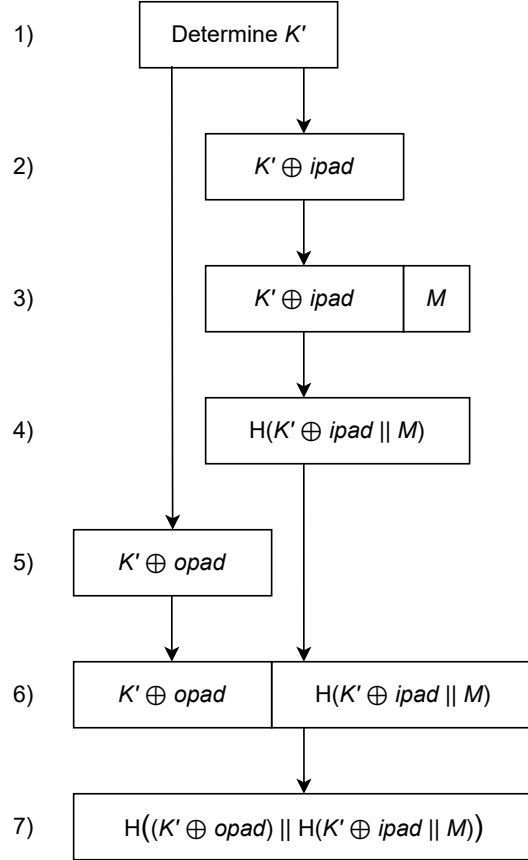 1) Determine K'
2) K' ⊕ ipad
3) K' ⊕ ipad M
4) H(K' ⊕ ipad || M)
5) K' ⊕ opad
6) K' ⊕ opad H(K' ⊕ ipad || M)
7) H((K' ⊕ opad) || H(K' ⊕ ipad || M))